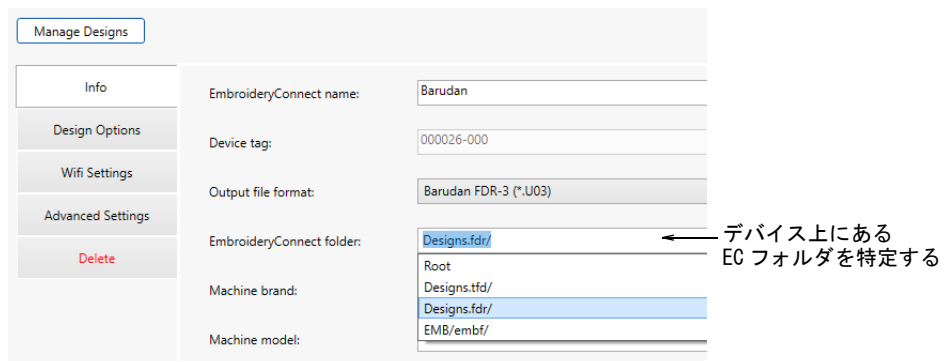 Manage Designs
Info
Design Options
Wifi Settings
Advanced Settings
Delete
EmbroideryConnect name:
Barudan
Device tag:
000026-000
Output file format:
Barudan FDR-3 (*.U03)
EmbroideryConnect folder:
Designs.fdr/
Root
Designs.tfd/
Designs.fdr/
EMB/embf/
Machine brand:
Machine model:
デバイス上にある
EC フォルダを特定する